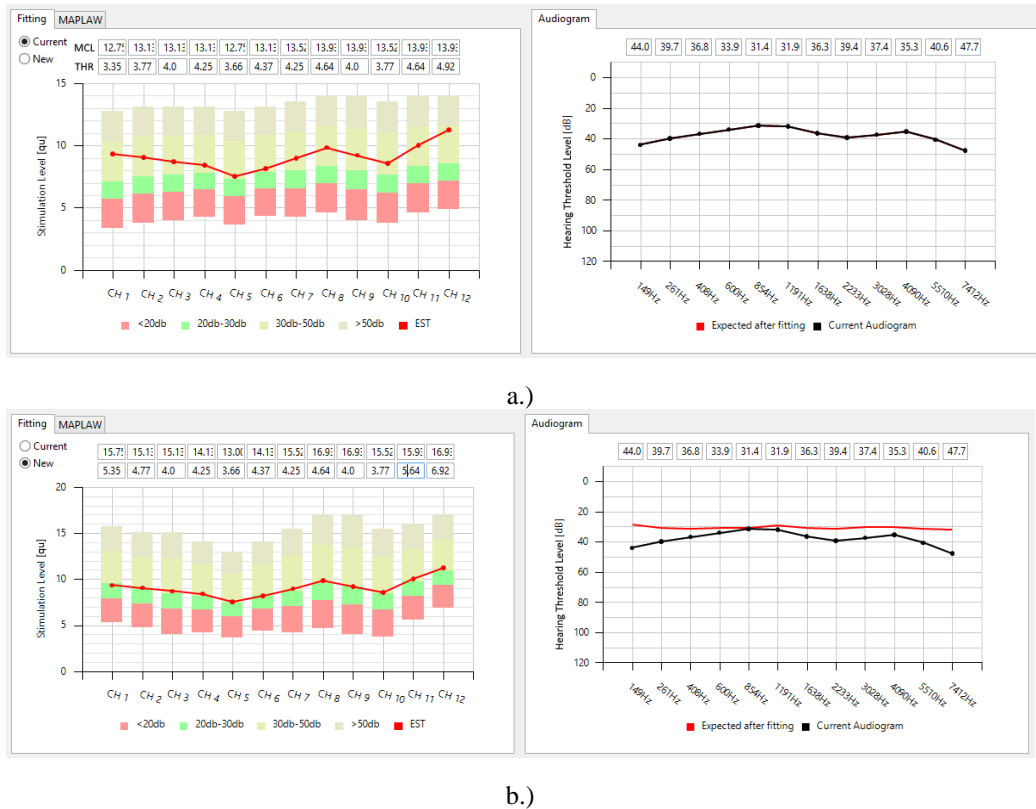 Fitting MAPLAW
Current
New
MCL 12.75 13.13 13.13 13.13 12.75 13.13 13.52 13.93 13.93 13.52 13.93 13.93
THR 3.35 3.77 4.0 4.25 3.66 4.37 4.25 4.64 4.0 3.77 4.64 4.92
Stimulation Level [qu]
15
10
5
0
CH 1 CH 2 CH 3 CH 4 CH 5 CH 6 CH 7 CH 8 CH 9 CH 10 CH 11 CH 12
<20db 20db-30db 30db-50db >50db EST
Audiogram
44.0 39.7 36.8 33.9 31.4 31.9 36.3 39.4 37.4 35.3 40.6 47.7
Hearing Threshold Level [dB]
0
20
40
60
80
100
120
149Hz 261Hz 408Hz 600Hz 854Hz 1191Hz 1638Hz 2233Hz 3028Hz 4090Hz 5510Hz 7412Hz
Expected after fitting Current Audiogram
a.)
Fitting MAPLAW
Current
New
15.75 15.13 15.13 14.13 13.00 14.13 15.52 16.93 16.93 15.52 15.93 16.93
5.35 4.77 4.0 4.25 3.66 4.37 4.25 4.64 4.0 3.77 5.64 6.92
Stimulation Level [qu]
20
15
10
5
0
CH 1 CH 2 CH 3 CH 4 CH 5 CH 6 CH 7 CH 8 CH 9 CH 10 CH 11 CH 12
<20db 20db-30db 30db-50db >50db EST
Audiogram
44.0 39.7 36.8 33.9 31.4 31.9 36.3 39.4 37.4 35.3 40.6 47.7
Hearing Threshold Level [dB]
0
20
40
60
80
100
120
149Hz 261Hz 408Hz 600Hz 854Hz 1191Hz 1638Hz 2233Hz 3028Hz 4090Hz 5510Hz 7412Hz
Expected after fitting Current Audiogram
b.)